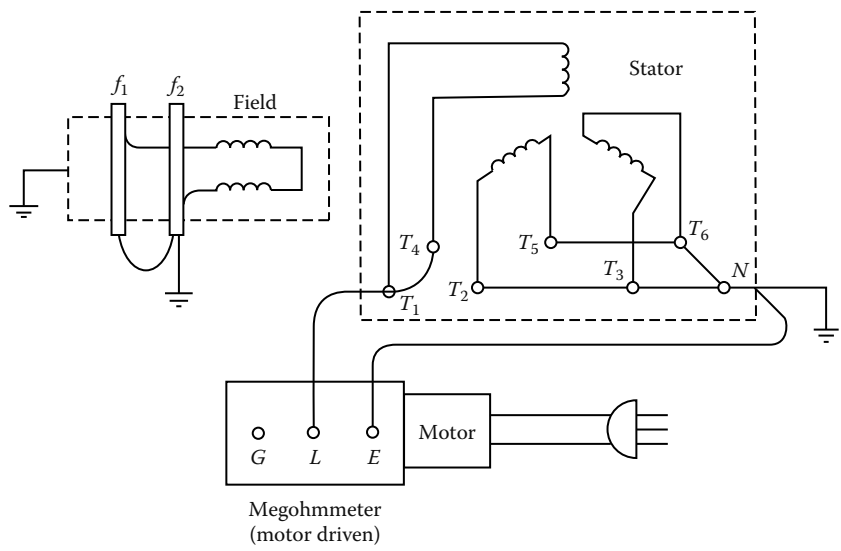 f1
f2
Field
Stator
T4
T5
T6
T1
T2
T3
N
G
L
E
Motor
Megohmmeter
(motor driven)